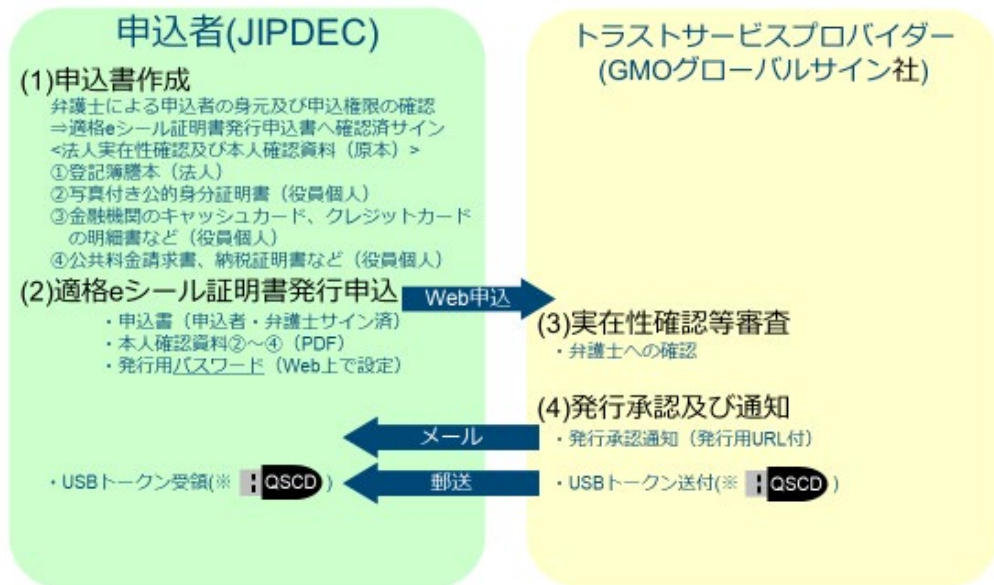 申込者(JIPDEC)
(1)申込書作成
弁護士による申込者の身元及び申込権限の確認
⇒適格eシール証明書発行申込書へ確認済サイン
<法人実在性確認及び本人確認資料（原本）>
①登記簿謄本（法人）
②写真付き公的身分証明書（役員個人）
③金融機関のキャッシュカード、クレジットカード
の明細書など（役員個人）
④公共料金請求書、納税証明書など（役員個人）
(2)適格eシール証明書発行申込
・申込書（申込者・弁護士サイン済）
・本人確認資料②～④（PDF）
・発行用パスワード（Web上で設定）
Web申込
トラストサービスプロバイダー
(GMOグローバルサイン社)
(3)実在性確認等審査
・弁護士への確認
(4)発行承認及び通知
メール
・発行承認通知（発行用URL付）
・USBトークン受領(※ QSCD )
郵送
・USBトークン送付(※ QSCD )